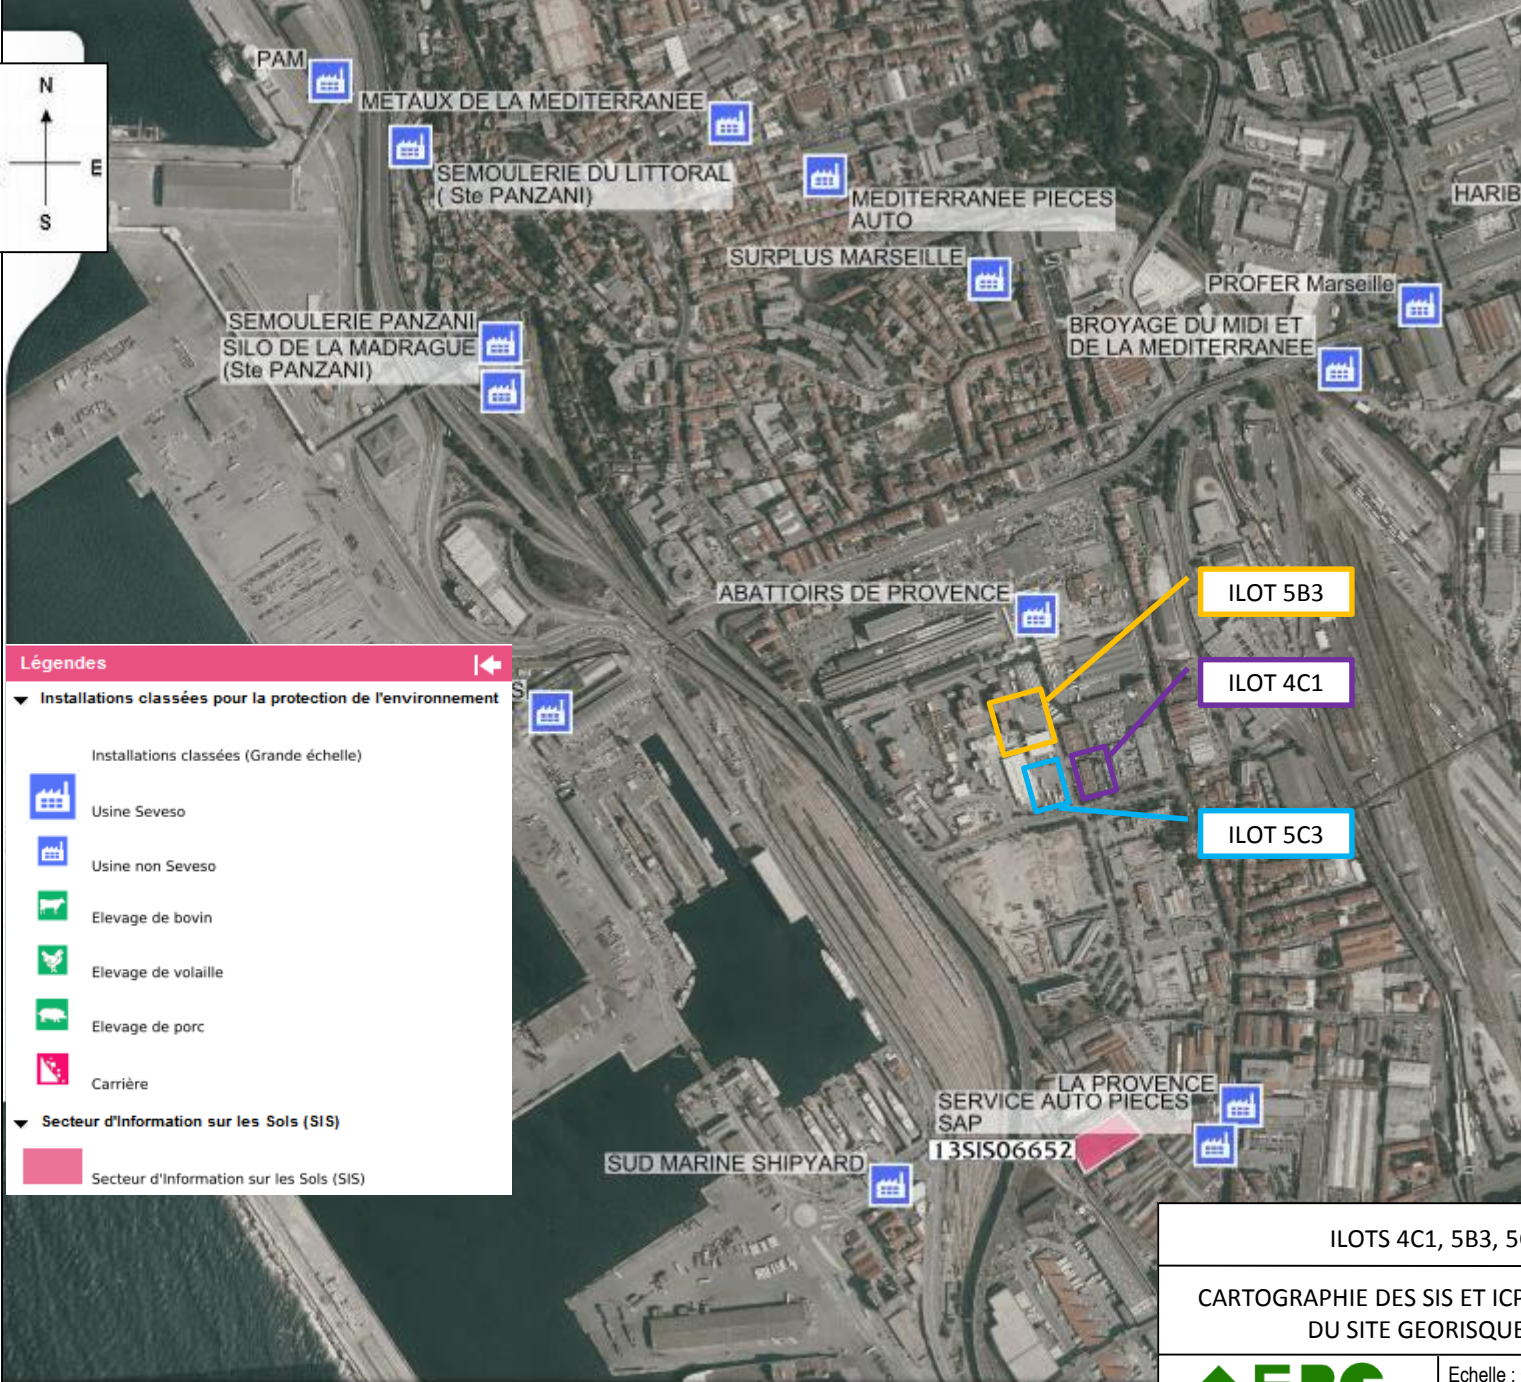 N
E
S
PAM
METAUX DE LA MEDITERRANEE
SEMOULERIE DU LITTORAL
( Ste PANZANI)
MEDITERRANEE PIECES
AUTO
HARIB
SURPLUS MARSEILLE
PROFER Marseille
SEMOULERIE PANZANI
SILO DE LA MADRAGUE
(Ste PANZANI)
BROYAGE DU MIDI ET
DE LA MEDITERRANEE
ABATTOIRS DE PROVENCE
ILOT 5B3
ILOT 4C1
ILOT 5C3
S
Légendes
Installations classées pour la protection de l'environnement
Installations classées (Grande échelle)
Usine Seveso
Usine non Seveso
Elevage de bovin
Elevage de volaille
Elevage de porc
Carrière
Secteur d'Information sur les Sols (SIS)
Secteur d'Information sur les Sols (SIS)
LA PROVENCE
SERVICE AUTO PIECES
SAP
13SIS06652
SUD MARINE SHIPYARD
ILOTS 4C1, 5B3, 5
CARTOGRAPHIE DES SIS ET ICP
DU SITE GEORISQUE
Echelle :